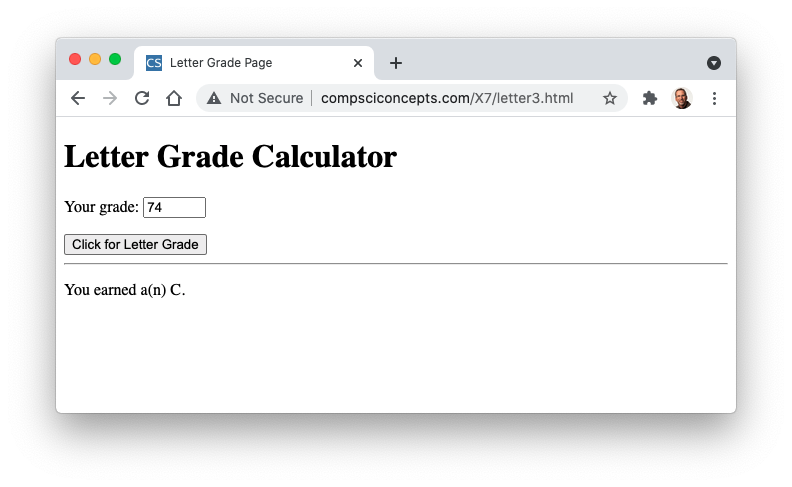 CS Letter Grade Page
Not Secure compsciconcepts.com/X7/letter3.html
Letter Grade Calculator
Your grade: 74
Click for Letter Grade
You earned a(n) C.